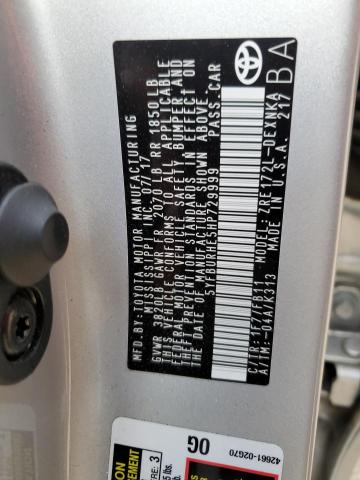 MFD. BY: TOYOTA MOTOR MANUFACTURING
MISSISSIPPI INC. 07/17
GVWR 3820LB GAWR FR 2070LB RR 1850LB
THIS VEHICLE CONFORMS TO ALL APPLICABLE
FEDERAL MOTOR VEHICLE SAFETY BUMPER, AND
THEFT PREVENTION STANDARDS IN EFFECT ON
THE DATE OF MANUFACTURE SHOWN ABOVE.
5YFBURHE5HP729999 PASS. CAR
C/TR: 1F7/FB11 MODEL: ZRE172L-DEXNKA
A/TM: -04A/K313 MADE IN U.S.A. 217
BA
42661-02G70
0G